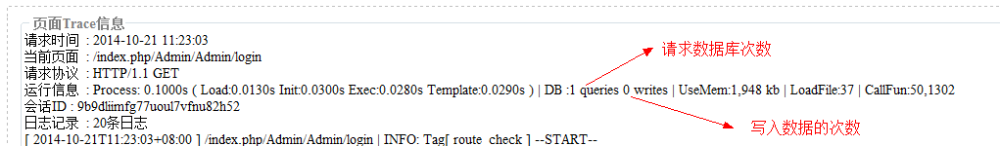 页面Trace信息
请求时间 : 2014-10-21 11:23:03
当前页面 : /index.php/Admin/Admin/login
请求协议 : HTTP/1.1 GET
运行信息 : Process: 0.1000s ( Load:0.0130s Init:0.0300s Exec:0.0280s Template:0.0290s ) | DB :1 queries 0 writes | UseMem:1,948 kb | LoadFile:37 | CallFun:50,1302
会话ID : 9b9dliimfg77uoul7vfnu82h52
日志记录 : 20条日志
[ 2014-10-21T11:23:03+08:00 ] /index.php/Admin/Admin/login | INFO: Tag[ route_check ] --START--
请求数据库次数
写入数据的次数